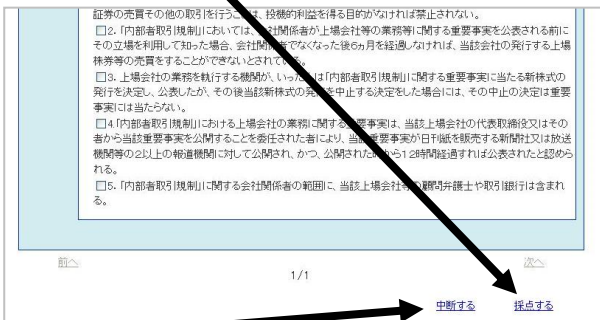 証券の売買その他の取引を行うことは、投機的利益を得る目的がなければ禁止されない。
□2. 「内部者取引規制」においては、会社関係者が上場会社等の業務等に関する重要事実を公表される前に
その立場を利用して知った場合、会社関係者でなくなった後6ヵ月を経過しなければ、当該会社の発行する上場
株券等の売買をすることができないとされている。
□3. 上場会社の業務を執行する機関が、いったんは「内部者取引規制」に関する重要事実に当たる新株式の
発行を決定し、公表したが、その後当該新株式の発行を中止する決定をした場合には、その中止の決定は重要
事実には当たらない。
□4.「内部者取引規制」における上場会社の業務に関する重要事実は、当該上場会社の代表取締役又はその
者から当該重要事実を公開することを委任された者により、当該重要事実が日刊紙を販売する新聞社又は放送
機関等の2以上の報道機関に対して公開され、かつ、公開された時から12時間経過すれば公表されたと認めら
れる。
□5. 「内部者取引規制」に関する会社関係者の範囲に、当該上場会社等の顧問弁護士や取引銀行は含まれ
る。
前へ
次へ
1/1
中断する
採点する